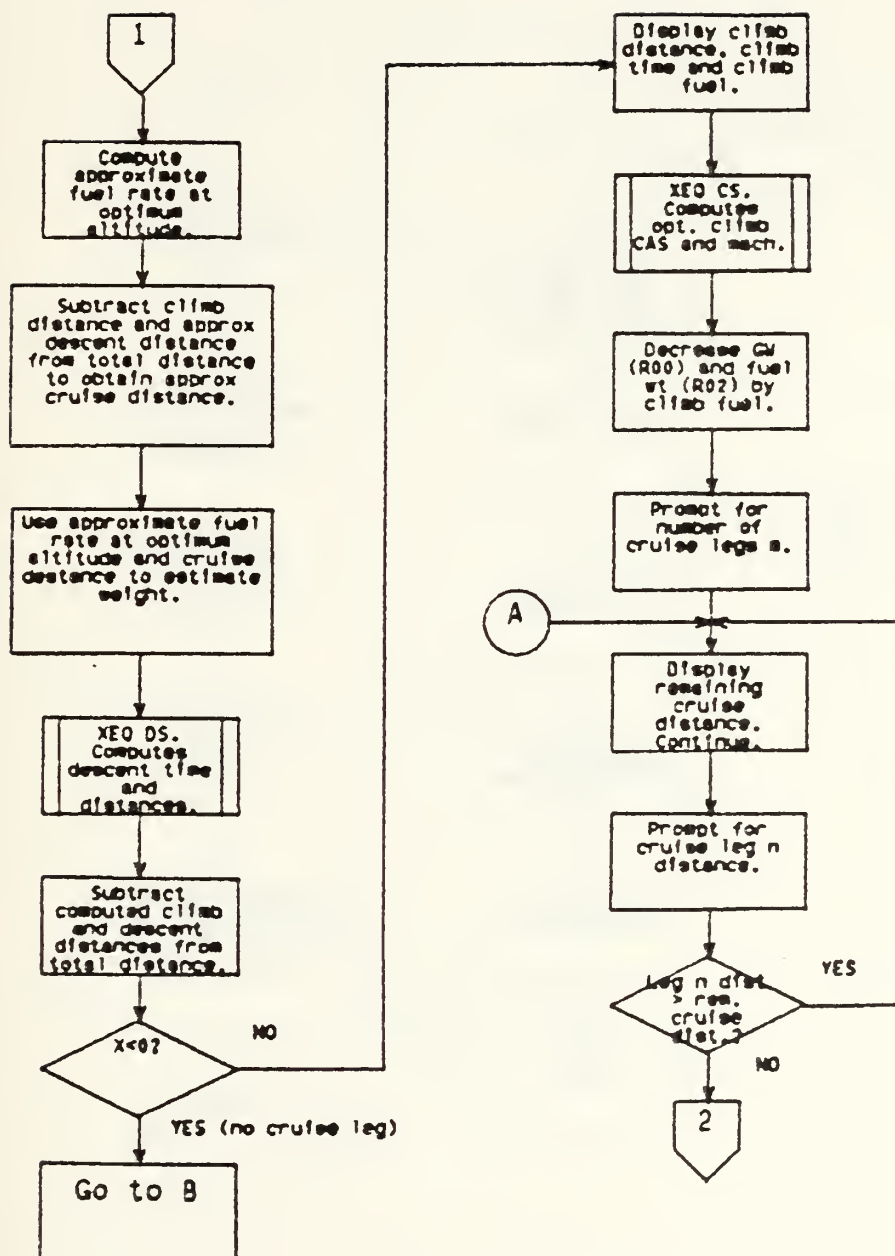 1
Compute
approximate
fuel rate at
optimum
altitude.
Subtract climb
distance and approx
descent distance
from total distance
to obtain approx
cruise distance.
Use approximate fuel
rate at optimum
altitude and cruise
destance to estimate
weight.
XEQ DS.
Computes
descent time
and
distances.
Subtract
computed climb
and descent
distances from
total distance.
X<0?
NO
YES (no cruise leg)
Go to B
Display climb
distance, climb
time and climb
fuel.
XEQ CS.
Computes
opt. climb
CAS and mach.
Decrease GW
(R00) and fuel
wt (R02) by
climb fuel.
Prompt for
number of
cruise legs m.
A
Display
remaining
cruise
distance.
Continue.
Prompt for
cruise leg n
distance.
Leg n dist
> rem.
cruise
dist.?
YES
NO
2